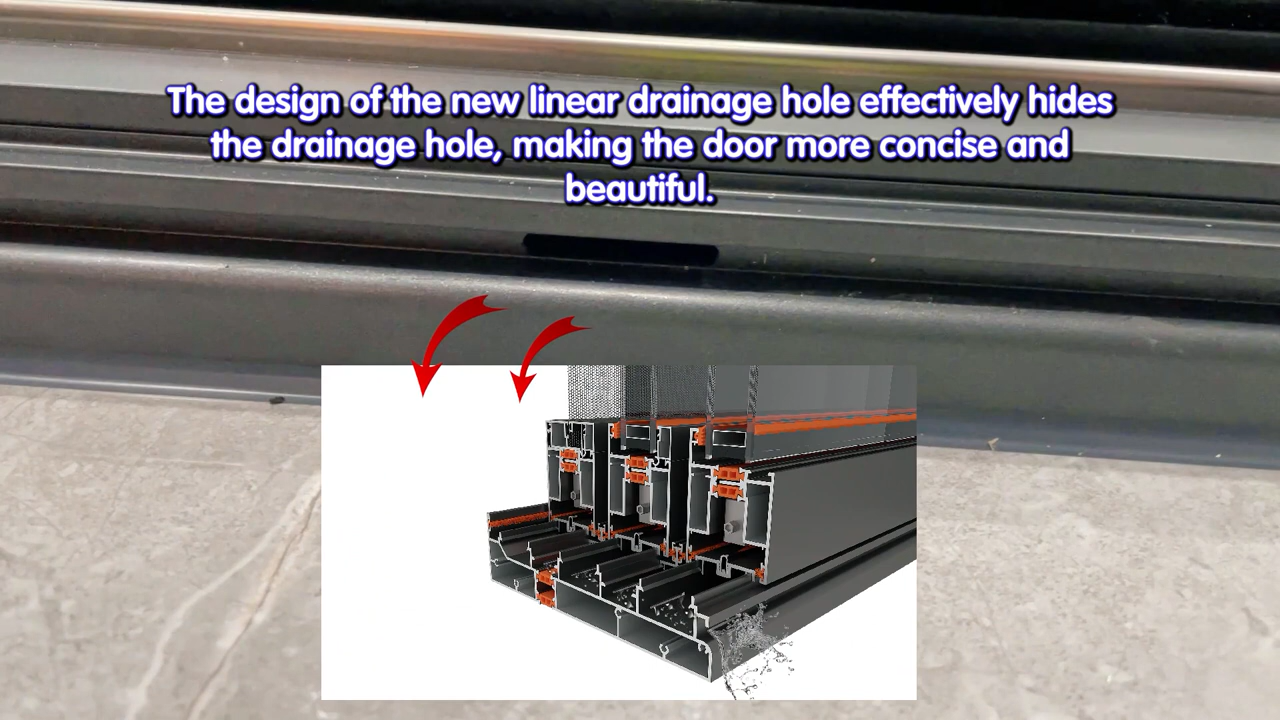 The design of the new linear drainage hole effectively hides
the drainage hole, making the door more concise and
beautiful.